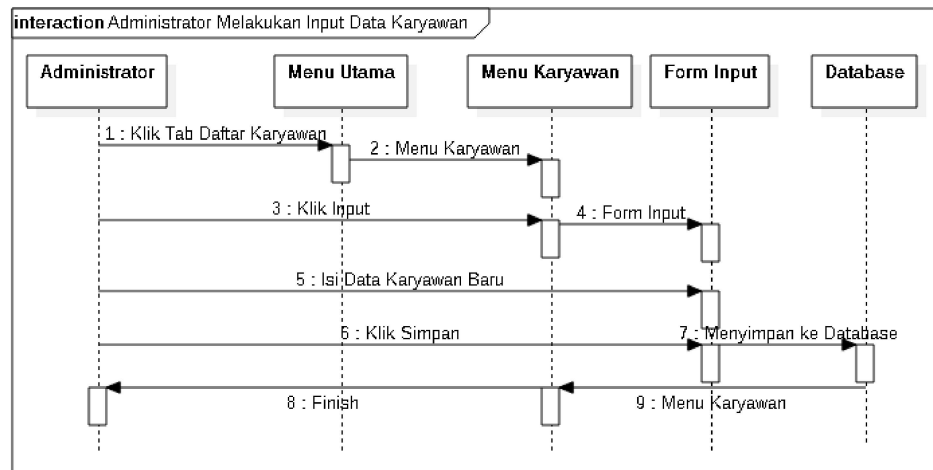 interaction Administrator Melakukan Input Data Karyawan
Administrator
Menu Utama
Menu Karyawan
Form Input
Database
1 : Klik Tab Daftar Karyawan
2 : Menu Karyawan
3 : Klik Input
4 : Form Input
5 : Isi Data Karyawan Baru
6 : Klik Simpan
7 : Menyimpan ke Database
8 : Finish
9 : Menu Karyawan